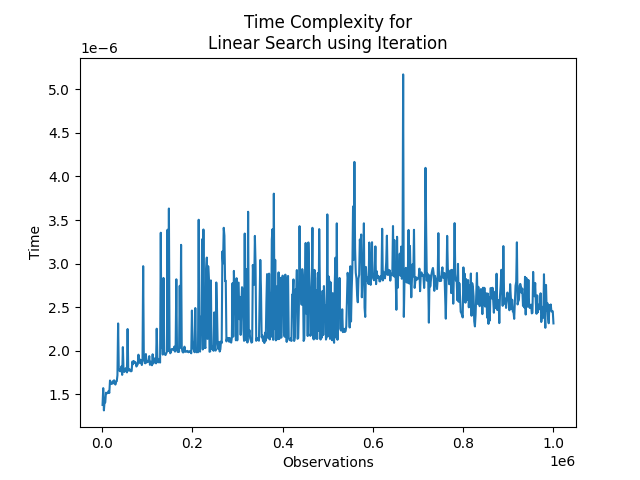 Time Complexity for
Linear Search using Iteration
1e−6
5.0
4.5
4.0
3.5
3.0
2.5
2.0
1.5
Time
0.0 0.2 0.4 0.6 0.8 1.0
Observations
1e6